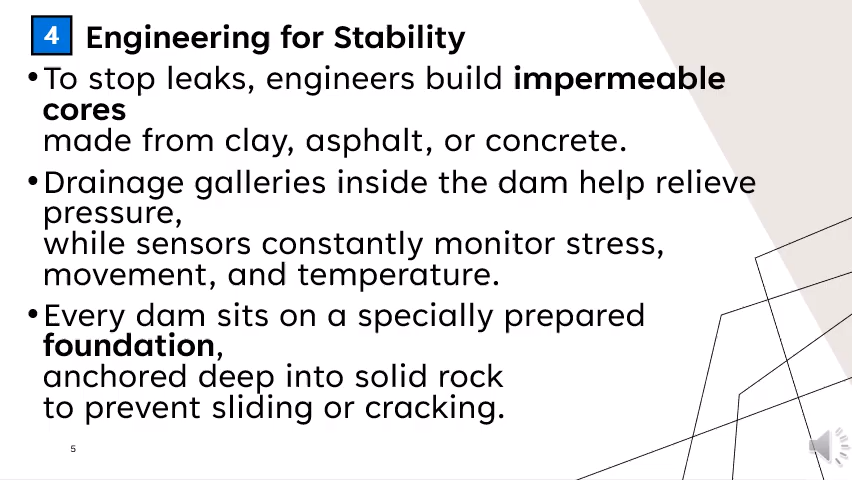 4 Engineering for Stability
•To stop leaks, engineers build impermeable
cores
made from clay, asphalt, or concrete.
•Drainage galleries inside the dam help relieve
pressure,
while sensors constantly monitor stress,
movement, and temperature.
•Every dam sits on a specially prepared
foundation,
anchored deep into solid rock
to prevent sliding or cracking.
5